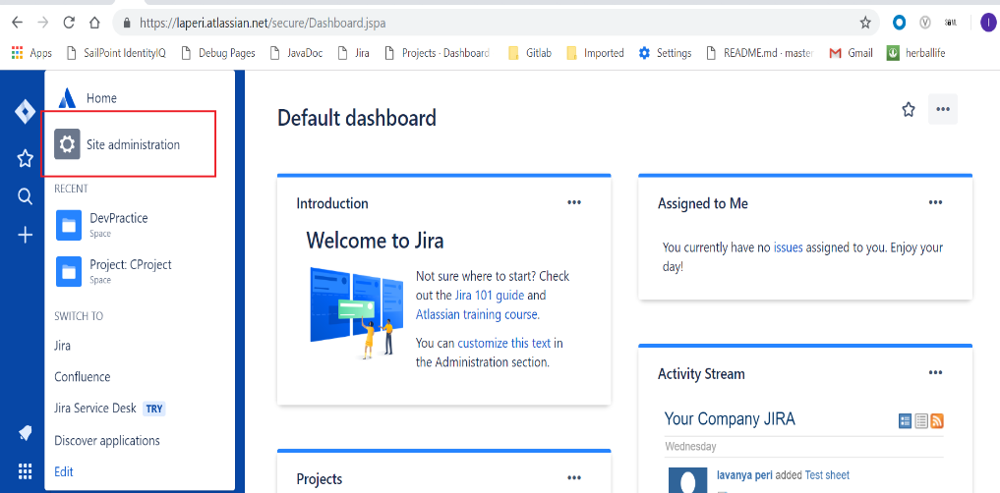 https://laperi.atlassian.net/secure/Dashboard.jspa
I
Apps
SailPoint IdentityIQ
Debug Pages
JavaDoc
Jira
Projects - Dashboard
Gitlab
Imported
Settings
README.md · master
Gmail
herballife
Home
Site administration
RECENT
DevPractice
Space
Project: CProject
Space
SWITCH TO
Jira
Confluence
Jira Service Desk TRY
Discover applications
Edit
Default dashboard
Introduction
Welcome to Jira
Not sure where to start? Check
out the Jira 101 guide and
Atlassian training course.
You can customize this text in
the Administration section.
Projects
Assigned to Me
You currently have no issues assigned to you. Enjoy your
day!
Activity Stream
Your Company JIRA
Wednesday
lavanya peri added Test sheet